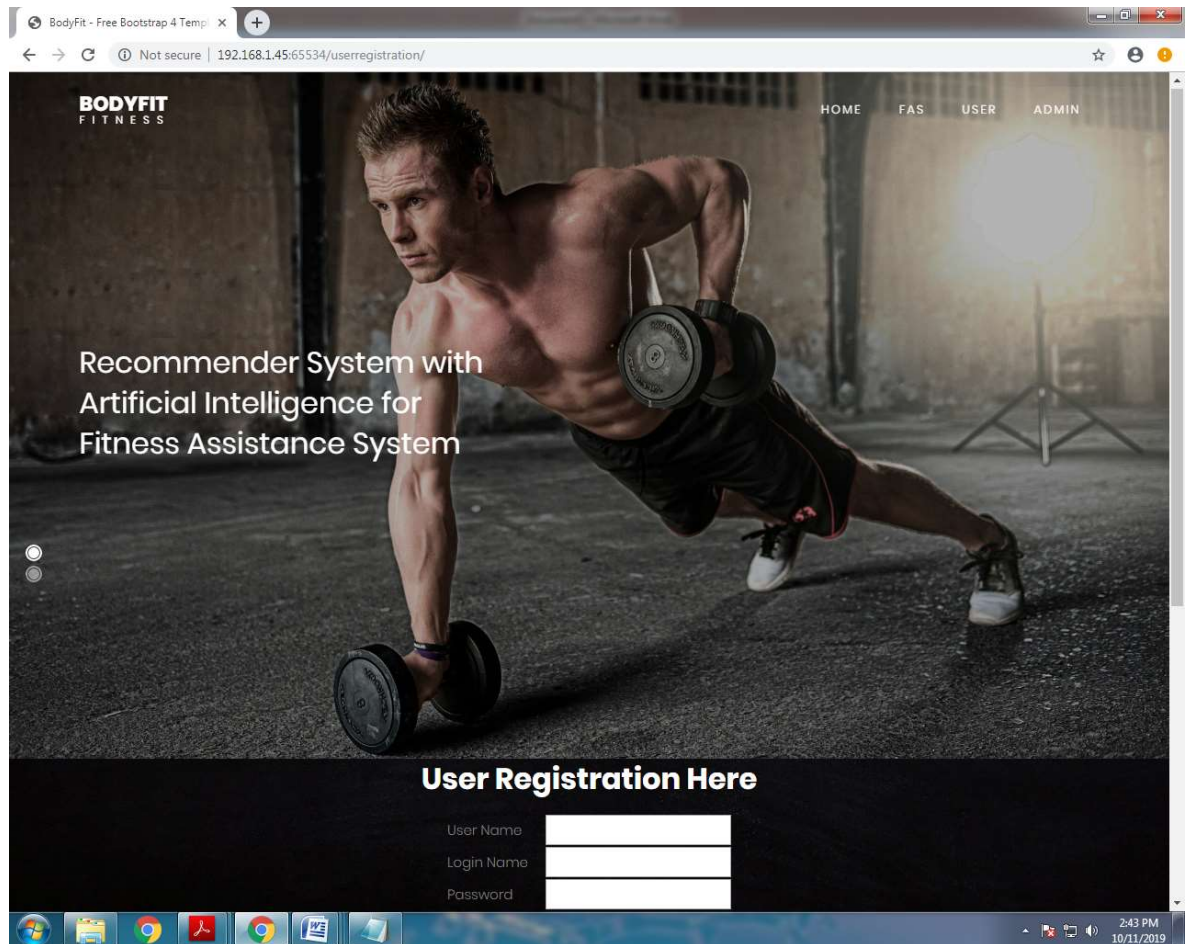 BodyFit - Free Bootstrap 4 Templ
Not secure | 192.168.1.45:65534/userregistration/
BODYFIT
FITNESS
HOME FAS USER ADMIN
Recommender System with
Artificial Intelligence for
Fitness Assistance System
User Registration Here
User Name
Login Name
Password
2:43 PM
10/11/2019